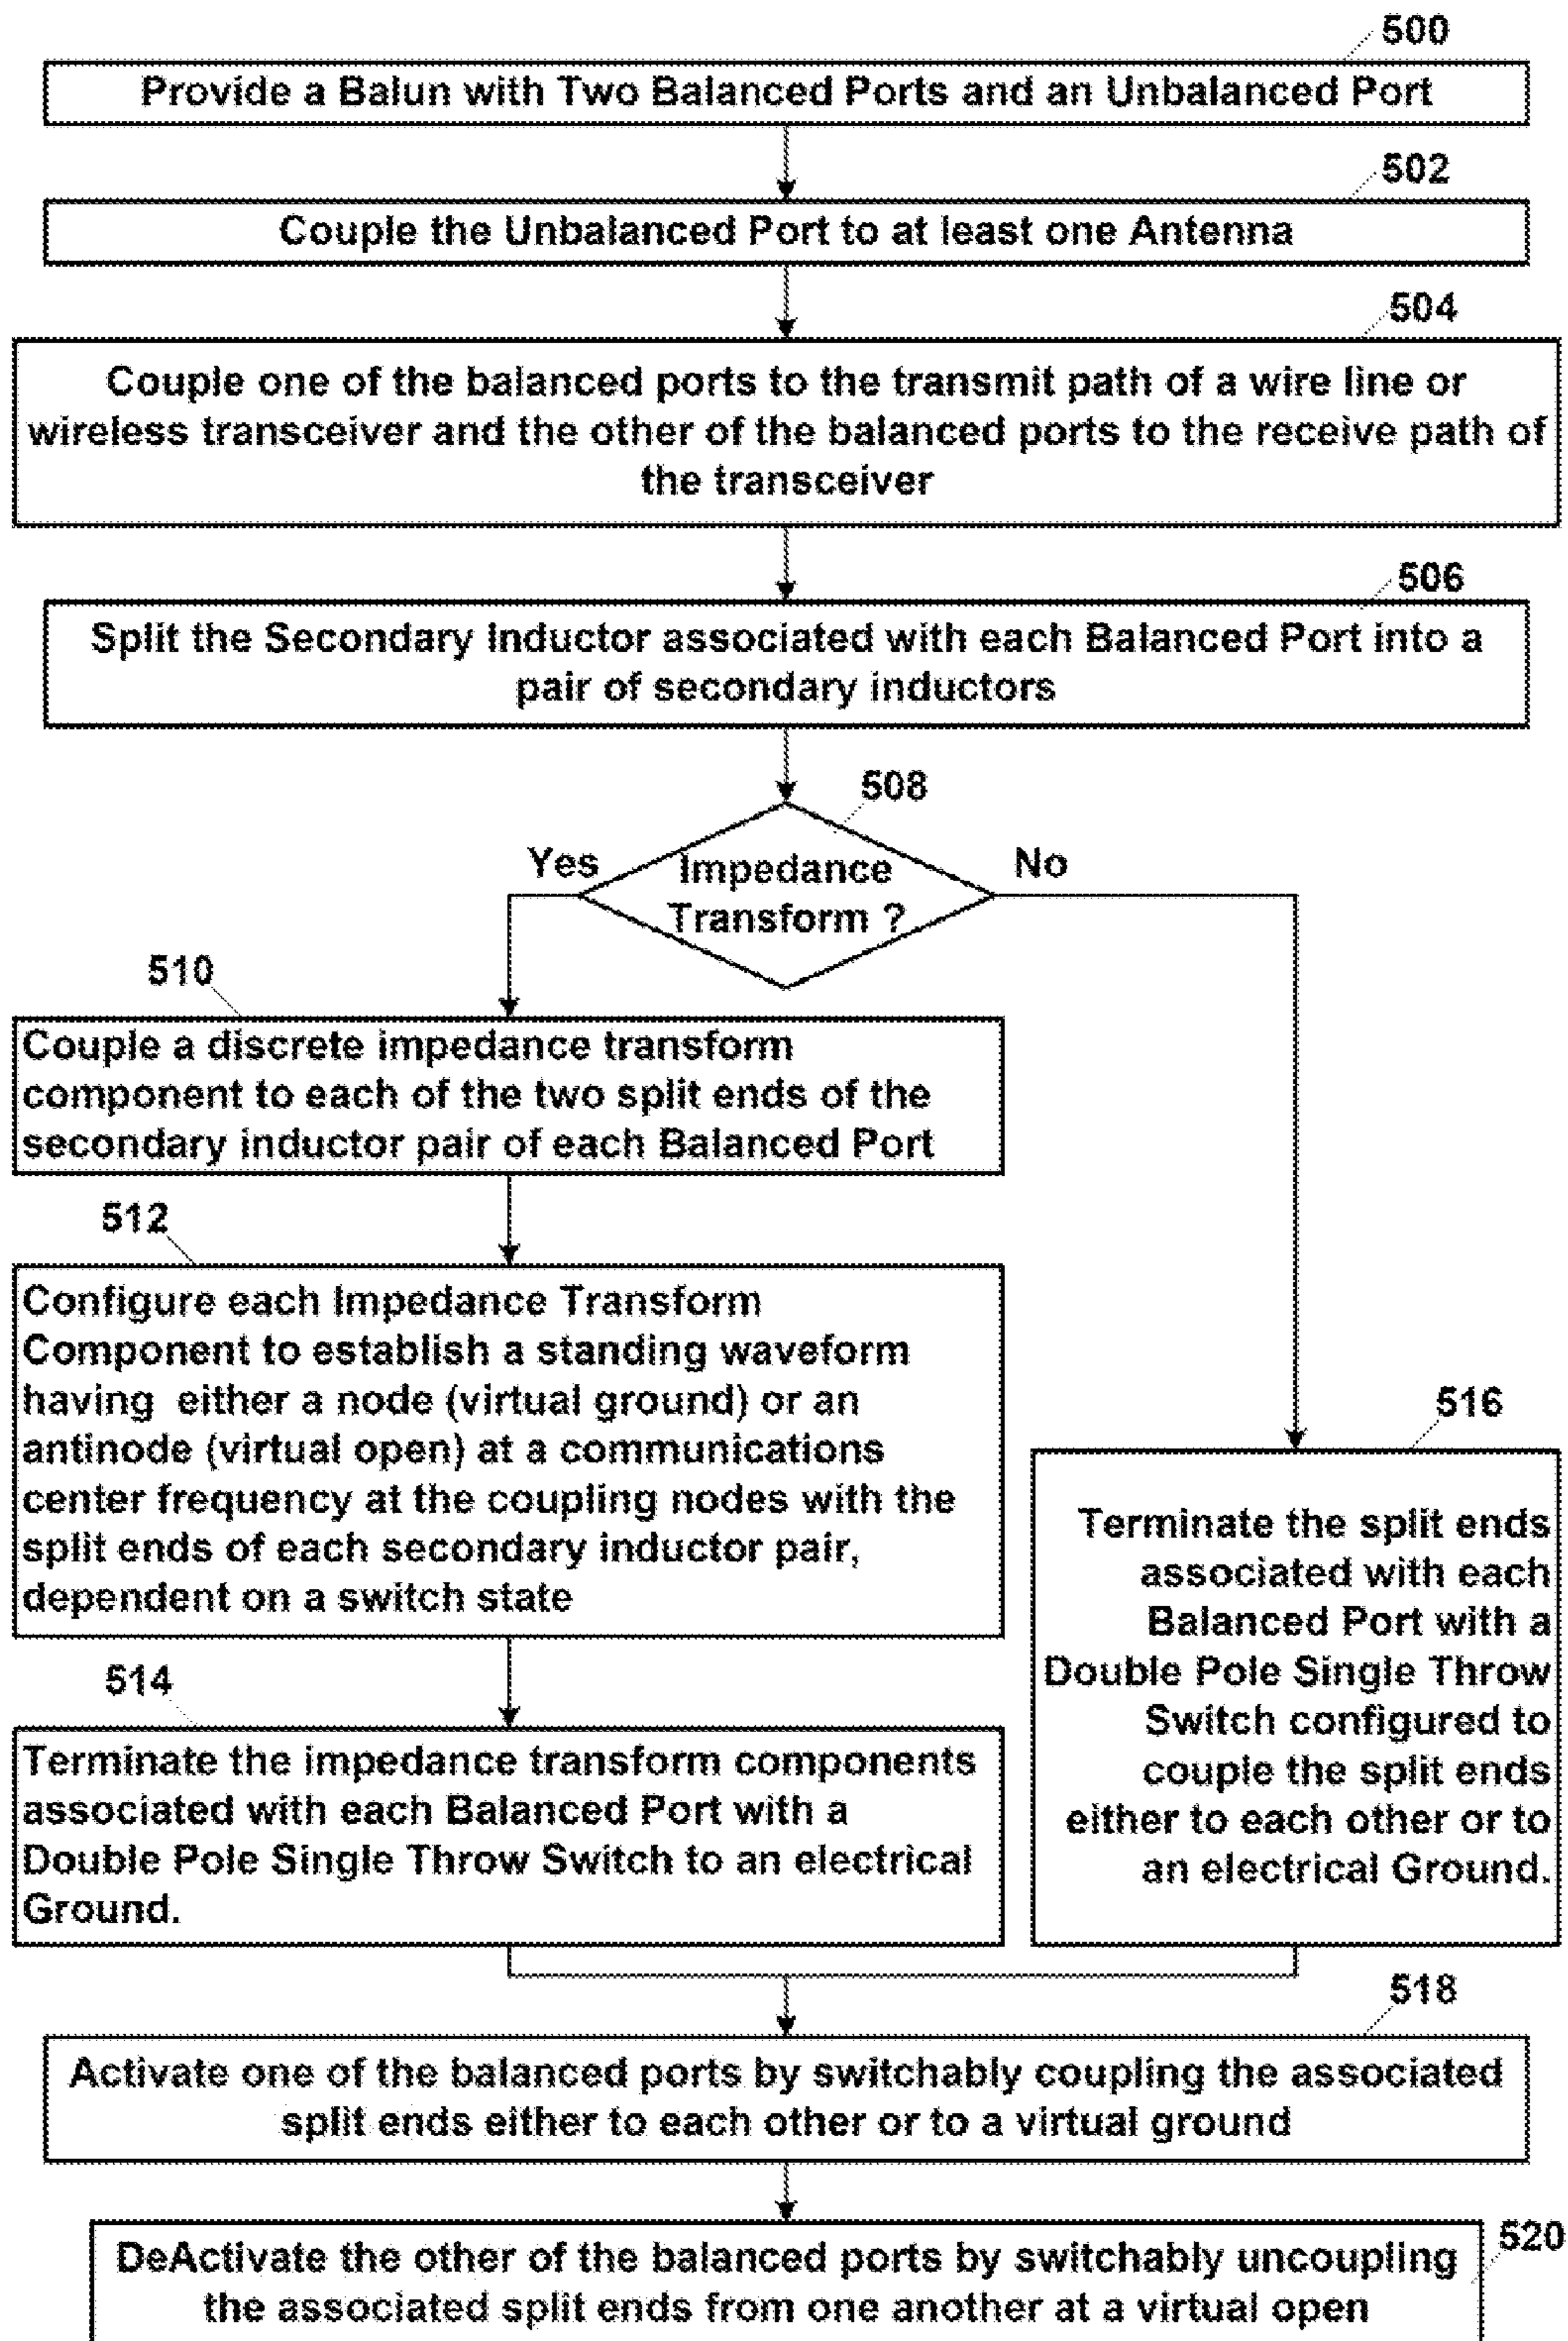 500
Provide a Balun with Two Balanced Ports and an Unbalanced Port
502
Couple the Unbalanced Port to at least one Antenna
504
Couple one of the balanced ports to the transmit path of a wire line or
wireless transceiver and the other of the balanced ports to the receive path of
the transceiver
506
Split the Secondary Inductor associated with each Balanced Port into a
pair of secondary inductors
508
Yes
Impedance
Transform ?
No
510
Couple a discrete impedance transform
component to each of the two split ends of the
secondary inductor pair of each Balanced Port
512
Configure each Impedance Transform
Component to establish a standing waveform
having either a node (virtual ground) or an
antinode (virtual open) at a communications
center frequency at the coupling nodes with the
split ends of each secondary inductor pair,
dependent on a switch state
514
Terminate the impedance transform components
associated with each Balanced Port with a
Double Pole Single Throw Switch to an electrical
Ground.
516
Terminate the split ends
associated with each
Balanced Port with a
Double Pole Single Throw
Switch configured to
couple the split ends
either to each other or to
an electrical Ground.
518
Activate one of the balanced ports by switchably coupling the associated
split ends either to each other or to a virtual ground
520
DeActivate the other of the balanced ports by switchably uncoupling
the associated split ends from one another at a virtual open